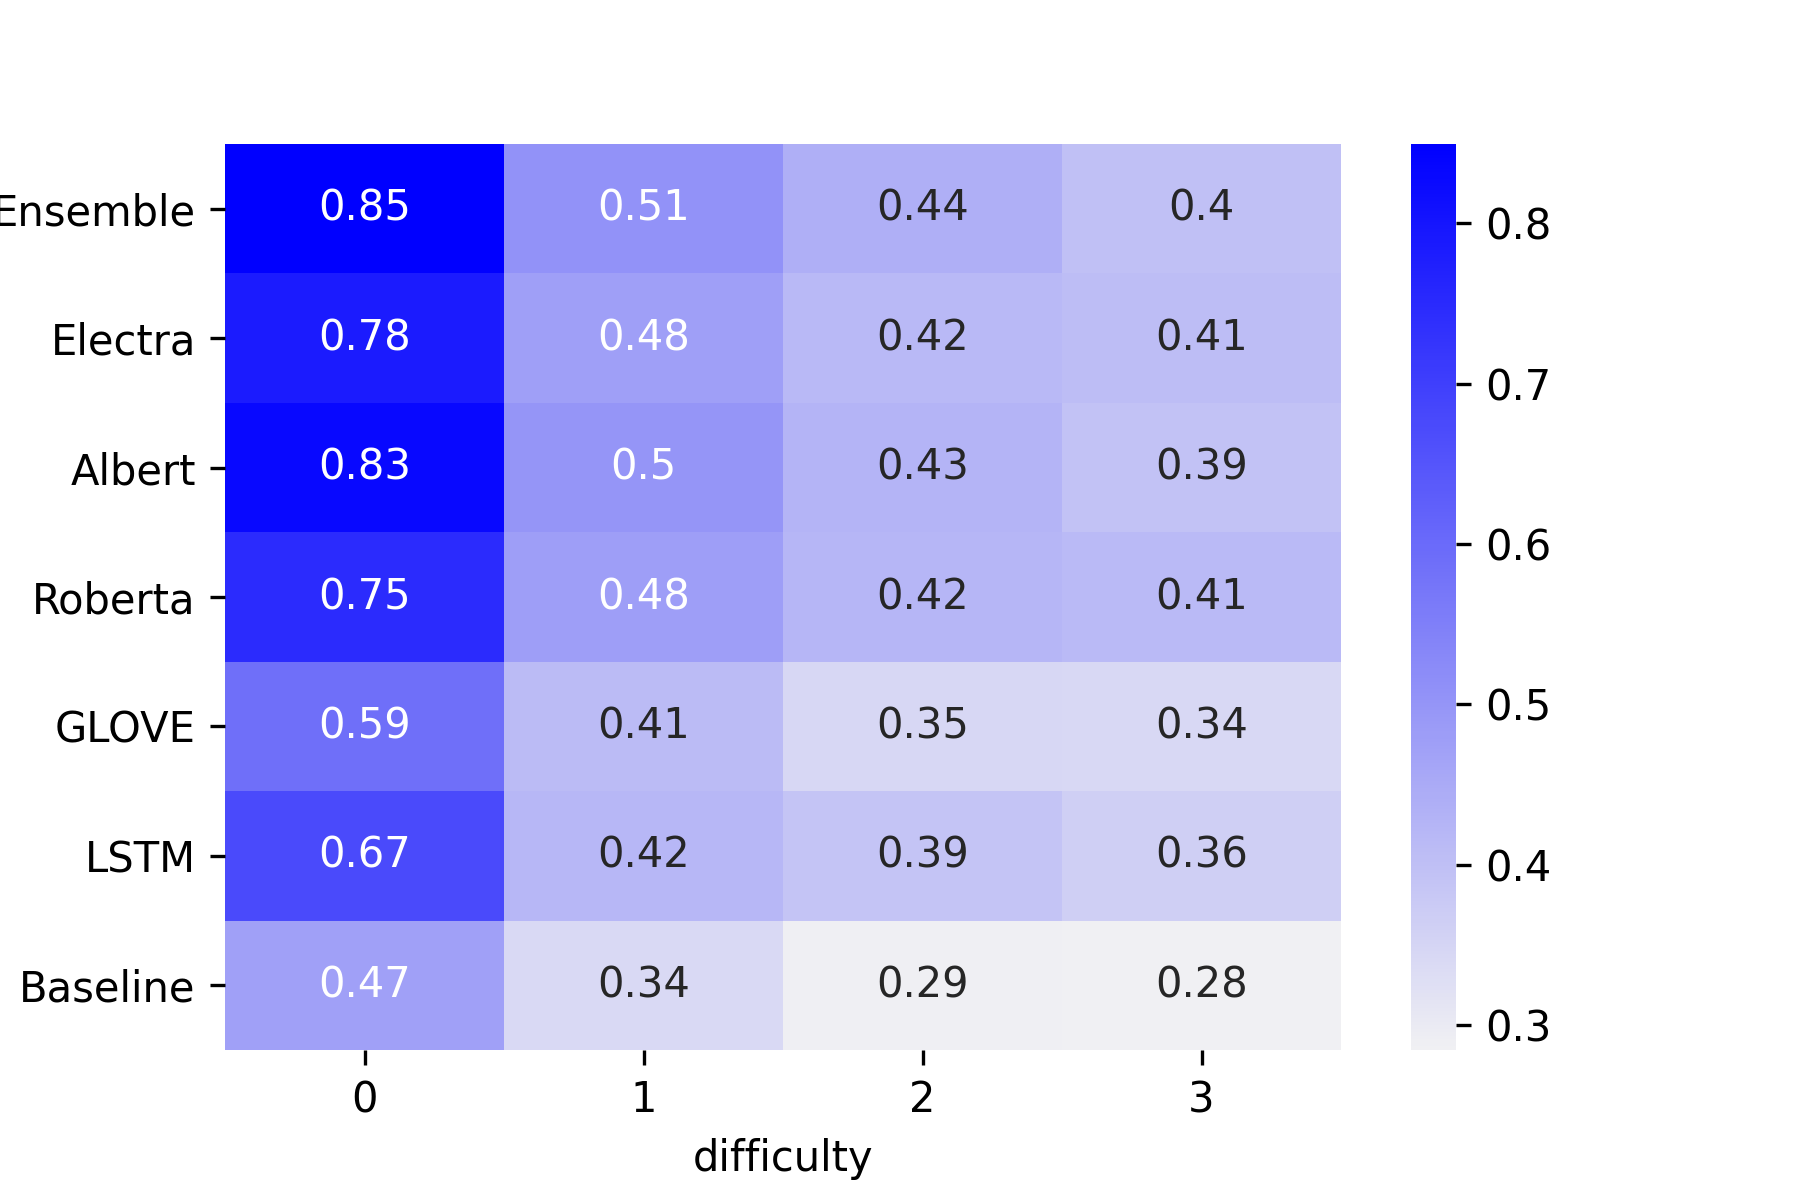 Ensemble 0.85 0.51 0.44 0.4
Electra 0.78 0.48 0.42 0.41
Albert 0.83 0.5 0.43 0.39
Roberta 0.75 0.48 0.42 0.41
GLOVE 0.59 0.41 0.35 0.34
LSTM 0.67 0.42 0.39 0.36
Baseline 0.47 0.34 0.29 0.28
0 1 2 3
difficulty
0.8
0.7
0.6
0.5
0.4
0.3